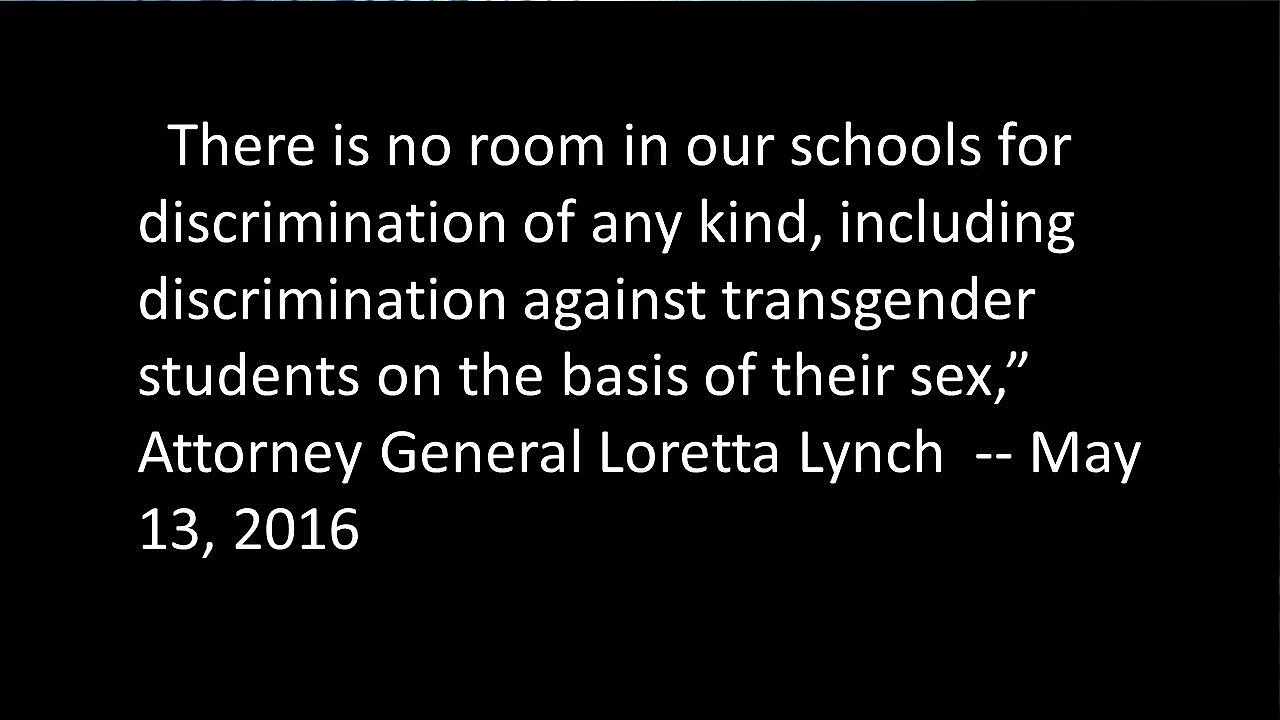 There is no room in our schools for
discrimination of any kind, including
discrimination against transgender
students on the basis of their sex,”
Attorney General Loretta Lynch  -- May
13, 2016